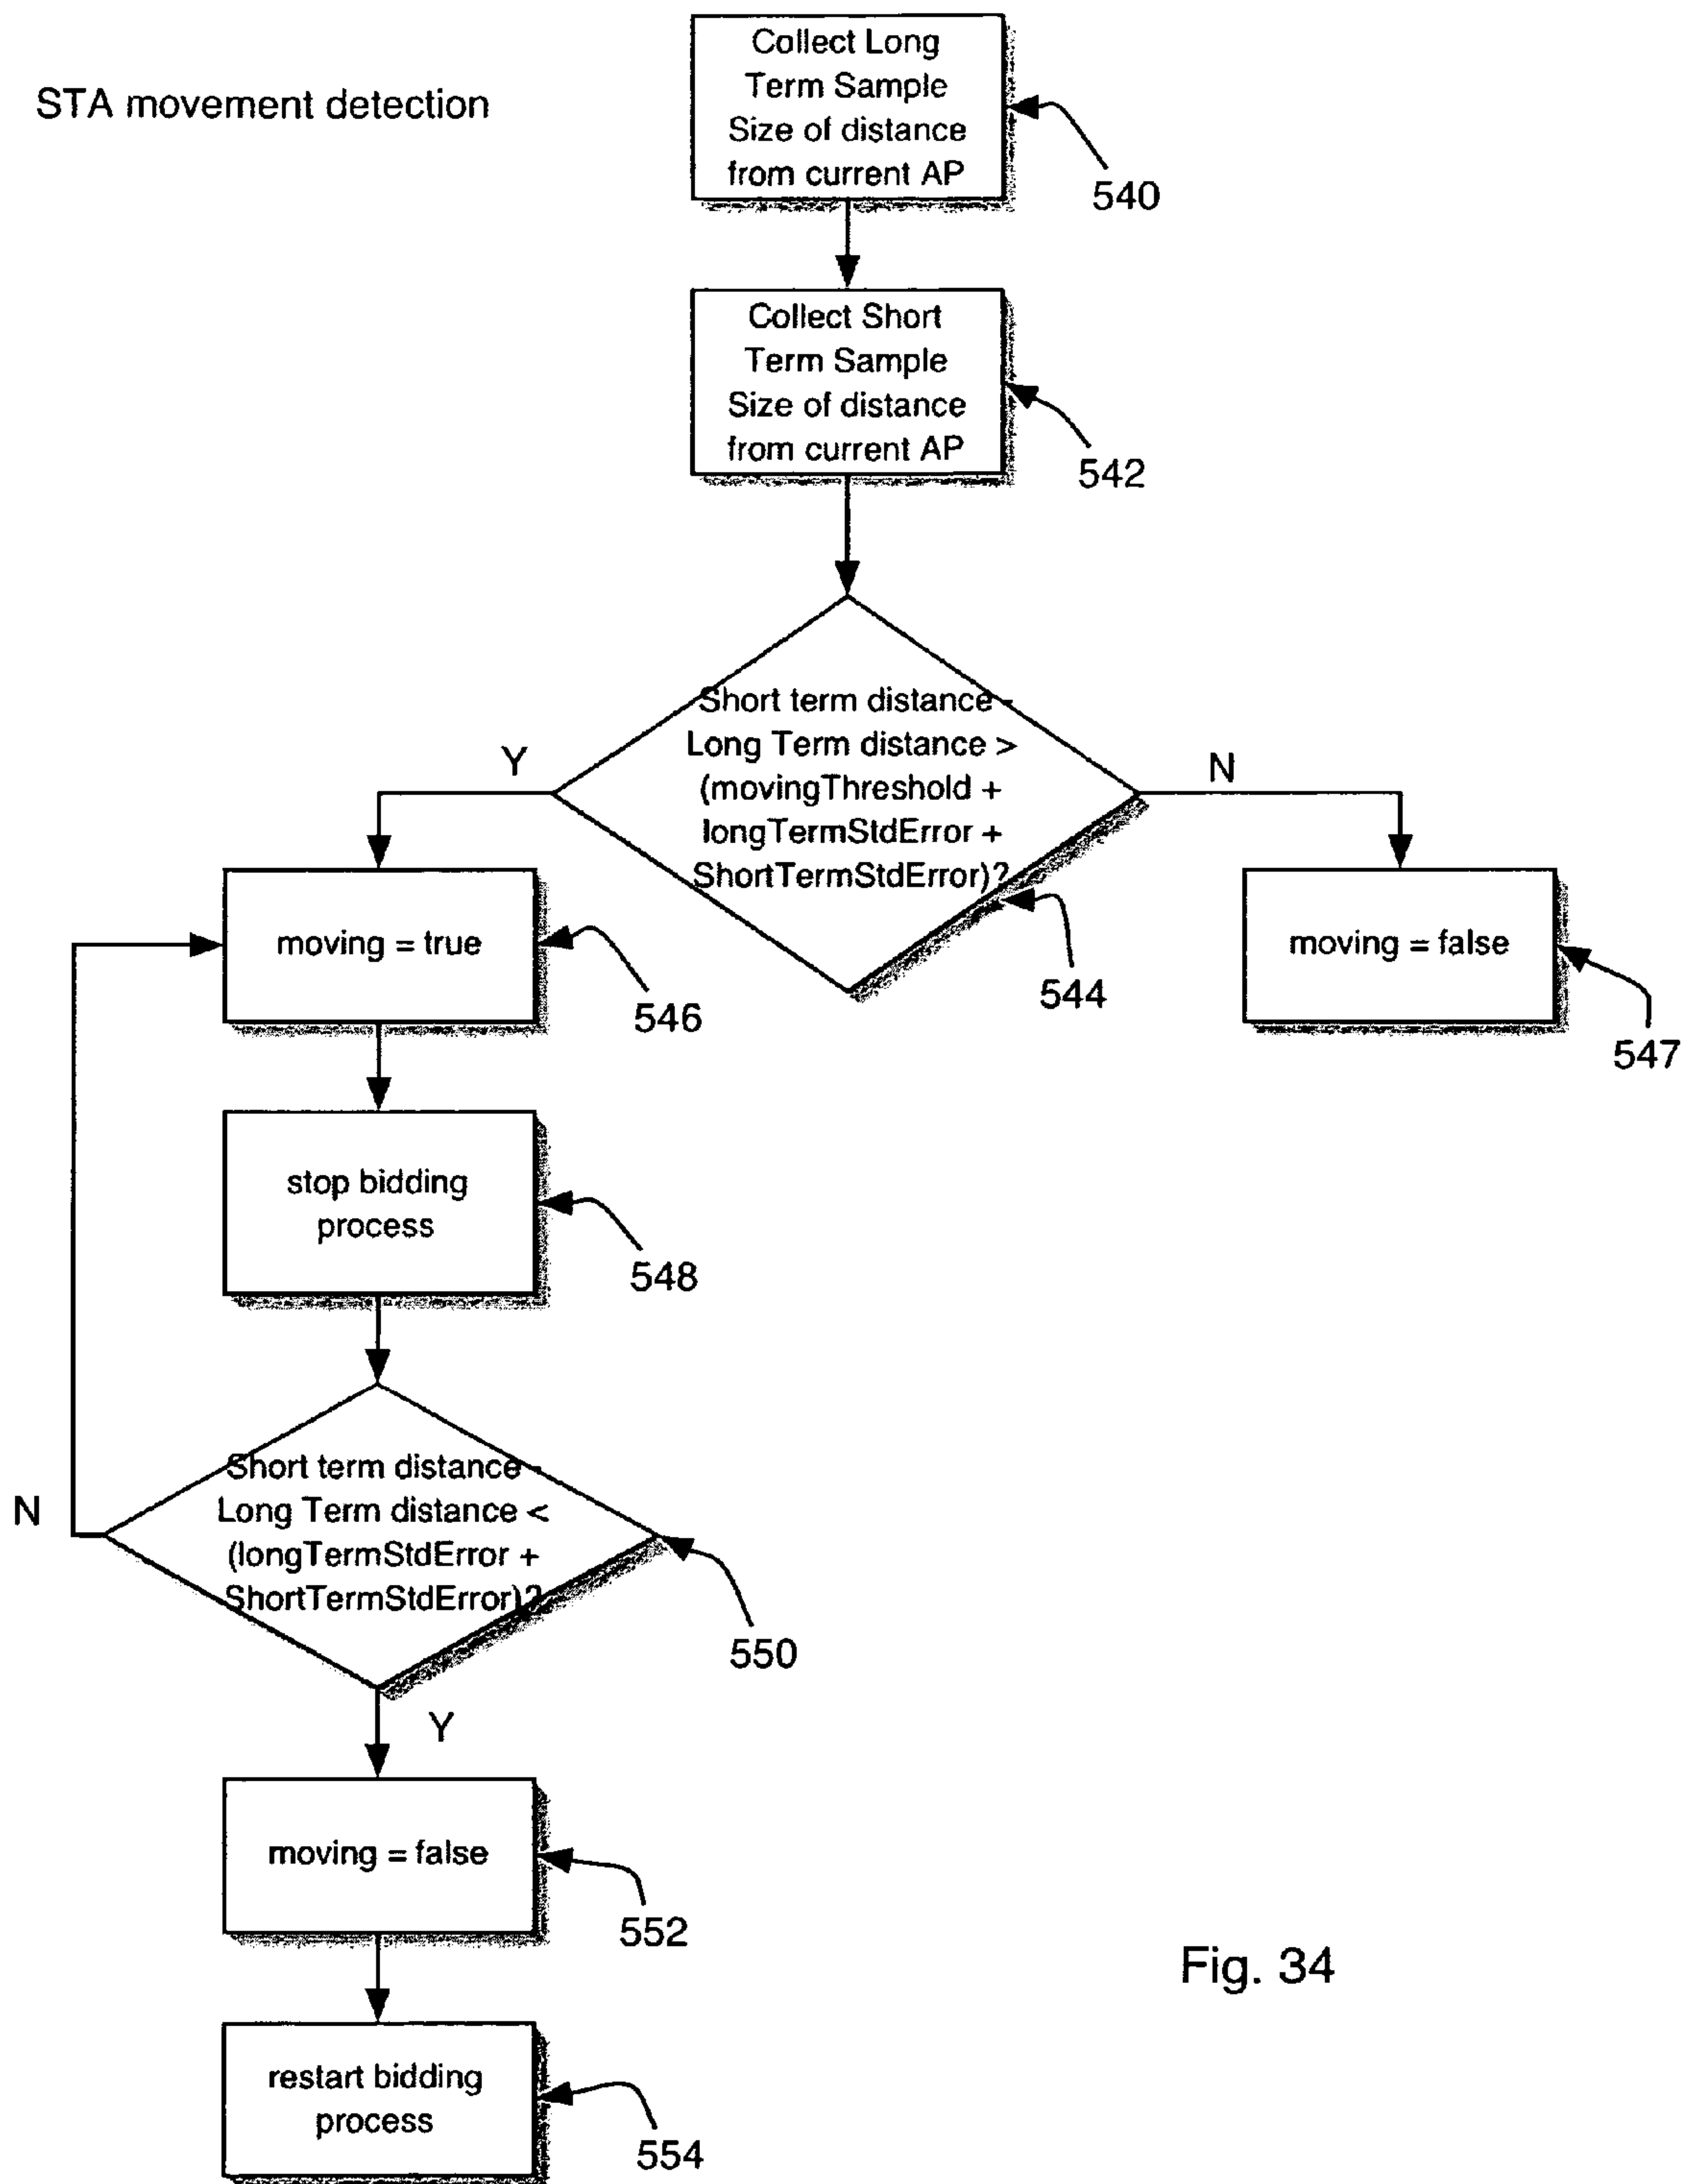 STA movement detection
Collect Long
Term Sample
Size of distance
from current AP
540
Collect Short
Term Sample
Size of distance
from current AP
542
Short term distance -
Long Term distance >
(movingThreshold +
longTermStdError +
ShortTermStdError)?
Y
N
544
moving = true
546
moving = false
547
stop bidding
process
548
Short term distance -
Long Term distance <
(longTermStdError +
ShortTermStdError)?
N
550
Y
moving = false
552
restart bidding
process
554
Fig. 34